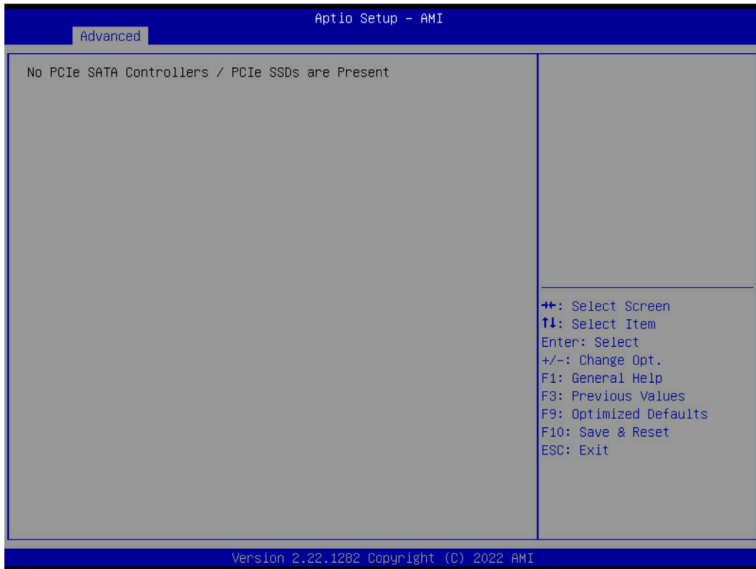 Aptio Setup – AMI
Advanced
No PCIe SATA Controllers / PCIe SSDs are Present
→←: Select Screen
↑↓: Select Item
Enter: Select
+/-: Change Opt.
F1: General Help
F3: Previous Values
F9: Optimized Defaults
F10: Save & Reset
ESC: Exit
Version 2.22.1282 Copyright (C) 2022 AMI